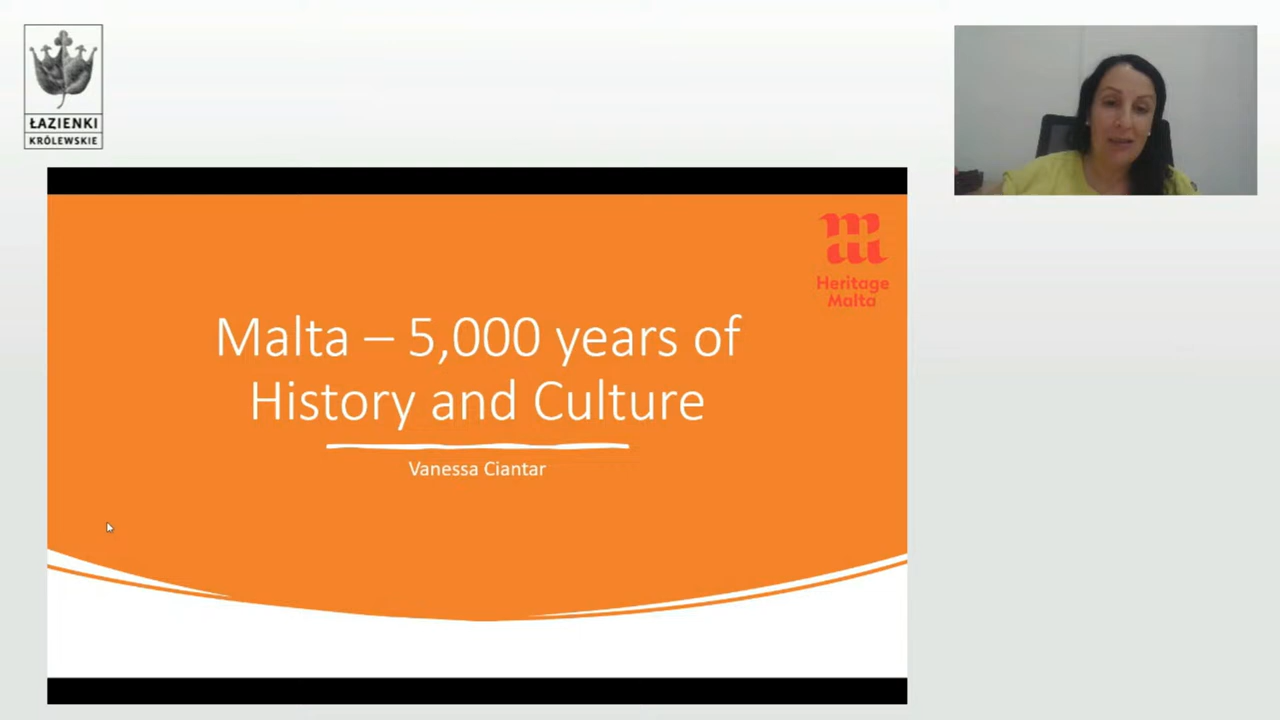 ŁAZIENKI
KRÓLEWSKIE
Heritage
Malta
Malta – 5,000 years of
History and Culture
Vanessa Ciantar